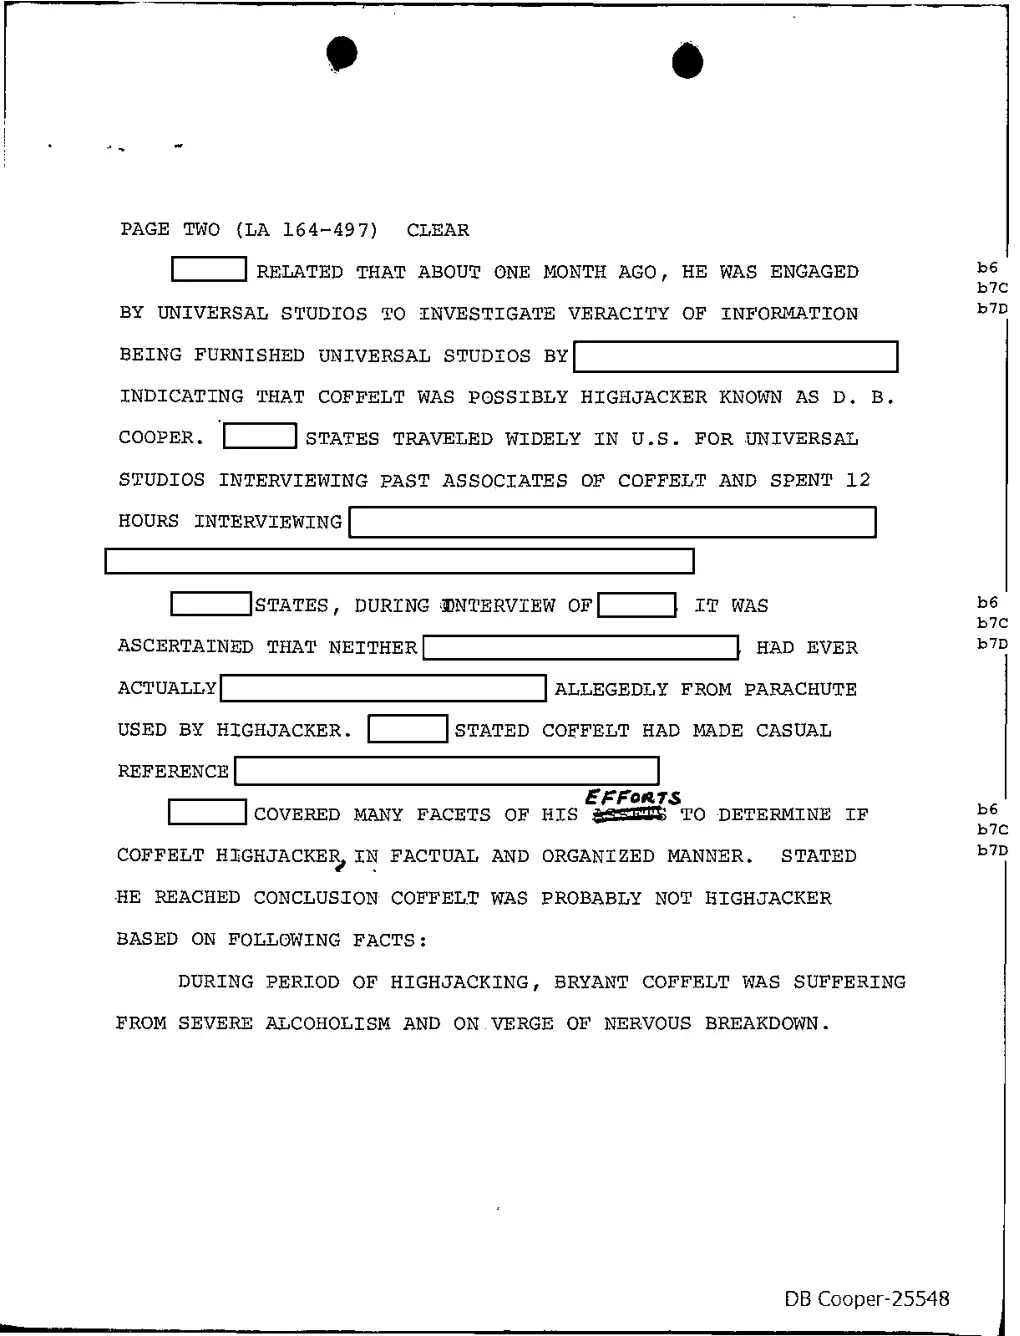 PAGE TWO (LA 164-497) CLEAR
RELATED THAT ABOUT ONE MONTH AGO, HE WAS ENGAGED b6
b7C
BY UNIVERSAL STUDIOS TO INVESTIGATE VERACITY OF INFORMATION b7D
BEING FURNISHED UNIVERSAL STUDIOS BY
INDICATING THAT COFFELT WAS POSSIBLY HIGHJACKER KNOWN AS D. B.
COOPER. STATES TRAVELED WIDELY IN U.S. FOR UNIVERSAL
STUDIOS INTERVIEWING PAST ASSOCIATES OF COFFELT AND SPENT 12
HOURS INTERVIEWING
STATES, DURING INTERVIEW OF IT WAS b6
b7C
ASCERTAINED THAT NEITHER HAD EVER b7D
ACTUALLY ALLEGEDLY FROM PARACHUTE
USED BY HIGHJACKER. STATED COFFELT HAD MADE CASUAL
REFERENCE
EFFORTS
COVERED MANY FACETS OF HIS TO DETERMINE IF b6
b7C
COFFELT HIGHJACKER, IN FACTUAL AND ORGANIZED MANNER. STATED b7D
HE REACHED CONCLUSION COFFELT WAS PROBABLY NOT HIGHJACKER
BASED ON FOLLOWING FACTS:
DURING PERIOD OF HIGHJACKING, BRYANT COFFELT WAS SUFFERING
FROM SEVERE ALCOHOLISM AND ON VERGE OF NERVOUS BREAKDOWN.
DB Cooper-25548